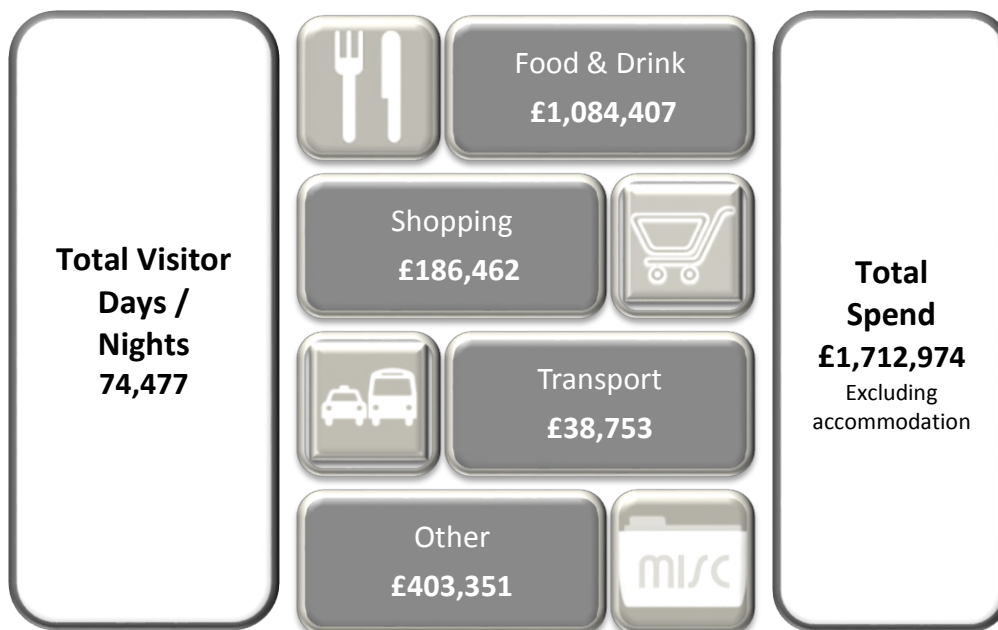 Total Visitor
Days /
Nights
74,477
Food & Drink
£1,084,407
Shopping
£186,462
Transport
£38,753
Other
£403,351
misc
Total
Spend
£1,712,974
Excluding
accommodation